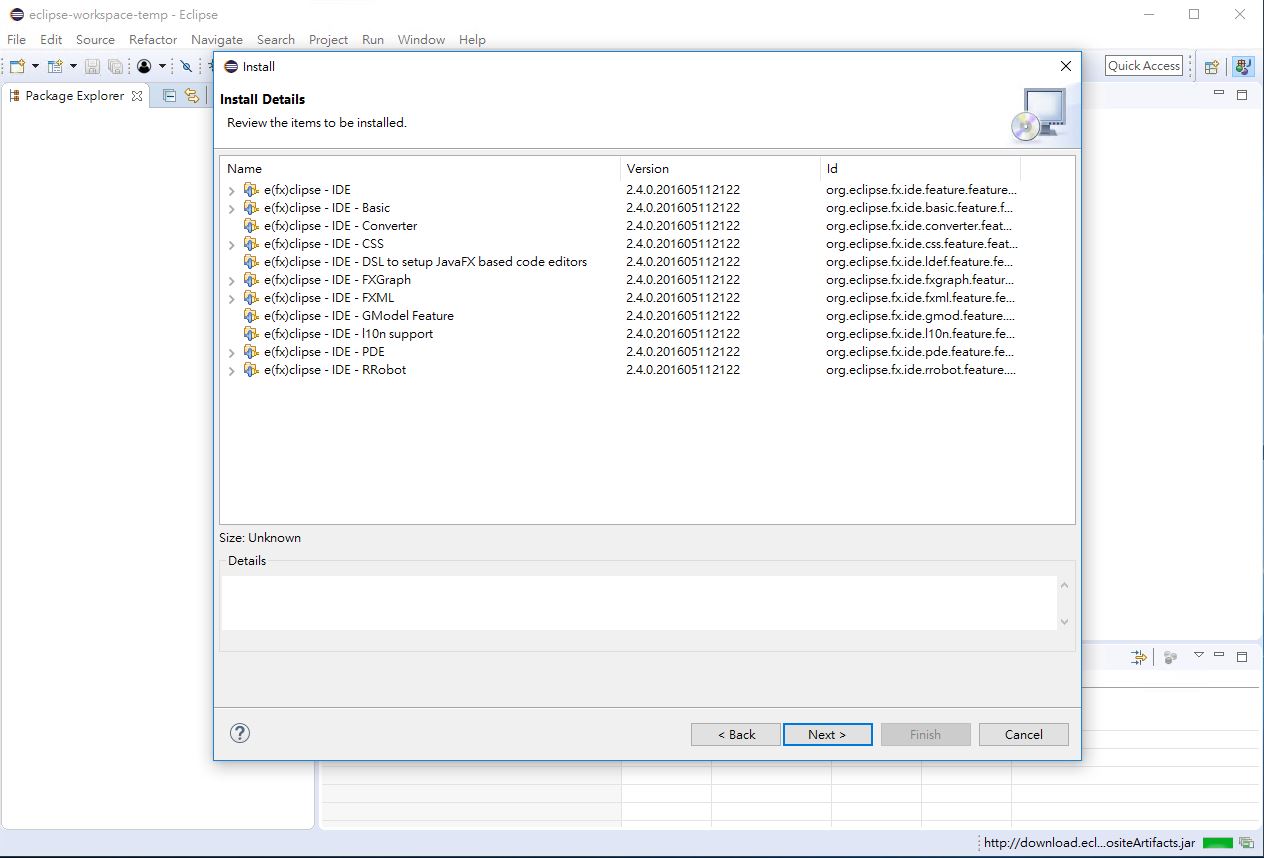 eclipse-workspace-temp - Eclipse
File Edit Source Refactor Navigate Search Project Run Window Help
Quick Access
Package Explorer
Install
Install Details
Review the items to be installed.
Name Version Id
e(fx)clipse - IDE 2.4.0.201605112122 org.eclipse.fx.ide.feature.feature...
e(fx)clipse - IDE - Basic 2.4.0.201605112122 org.eclipse.fx.ide.basic.feature.f...
e(fx)clipse - IDE - Converter 2.4.0.201605112122 org.eclipse.fx.ide.converter.feat...
e(fx)clipse - IDE - CSS 2.4.0.201605112122 org.eclipse.fx.ide.css.feature.feat...
e(fx)clipse - IDE - DSL to setup JavaFX based code editors 2.4.0.201605112122 org.eclipse.fx.ide.ldef.feature.fe...
e(fx)clipse - IDE - FXGraph 2.4.0.201605112122 org.eclipse.fx.ide.fxgraph.featur...
e(fx)clipse - IDE - FXML 2.4.0.201605112122 org.eclipse.fx.ide.fxml.feature.fe...
e(fx)clipse - IDE - GModel Feature 2.4.0.201605112122 org.eclipse.fx.ide.gmod.feature....
e(fx)clipse - IDE - l10n support 2.4.0.201605112122 org.eclipse.fx.ide.l10n.feature.fe...
e(fx)clipse - IDE - PDE 2.4.0.201605112122 org.eclipse.fx.ide.pde.feature.fe...
e(fx)clipse - IDE - RRobot 2.4.0.201605112122 org.eclipse.fx.ide.rrobot.feature....
Size: Unknown
Details
? < Back Next > Finish Cancel
http://download.ecl...ositeArtifacts.jar